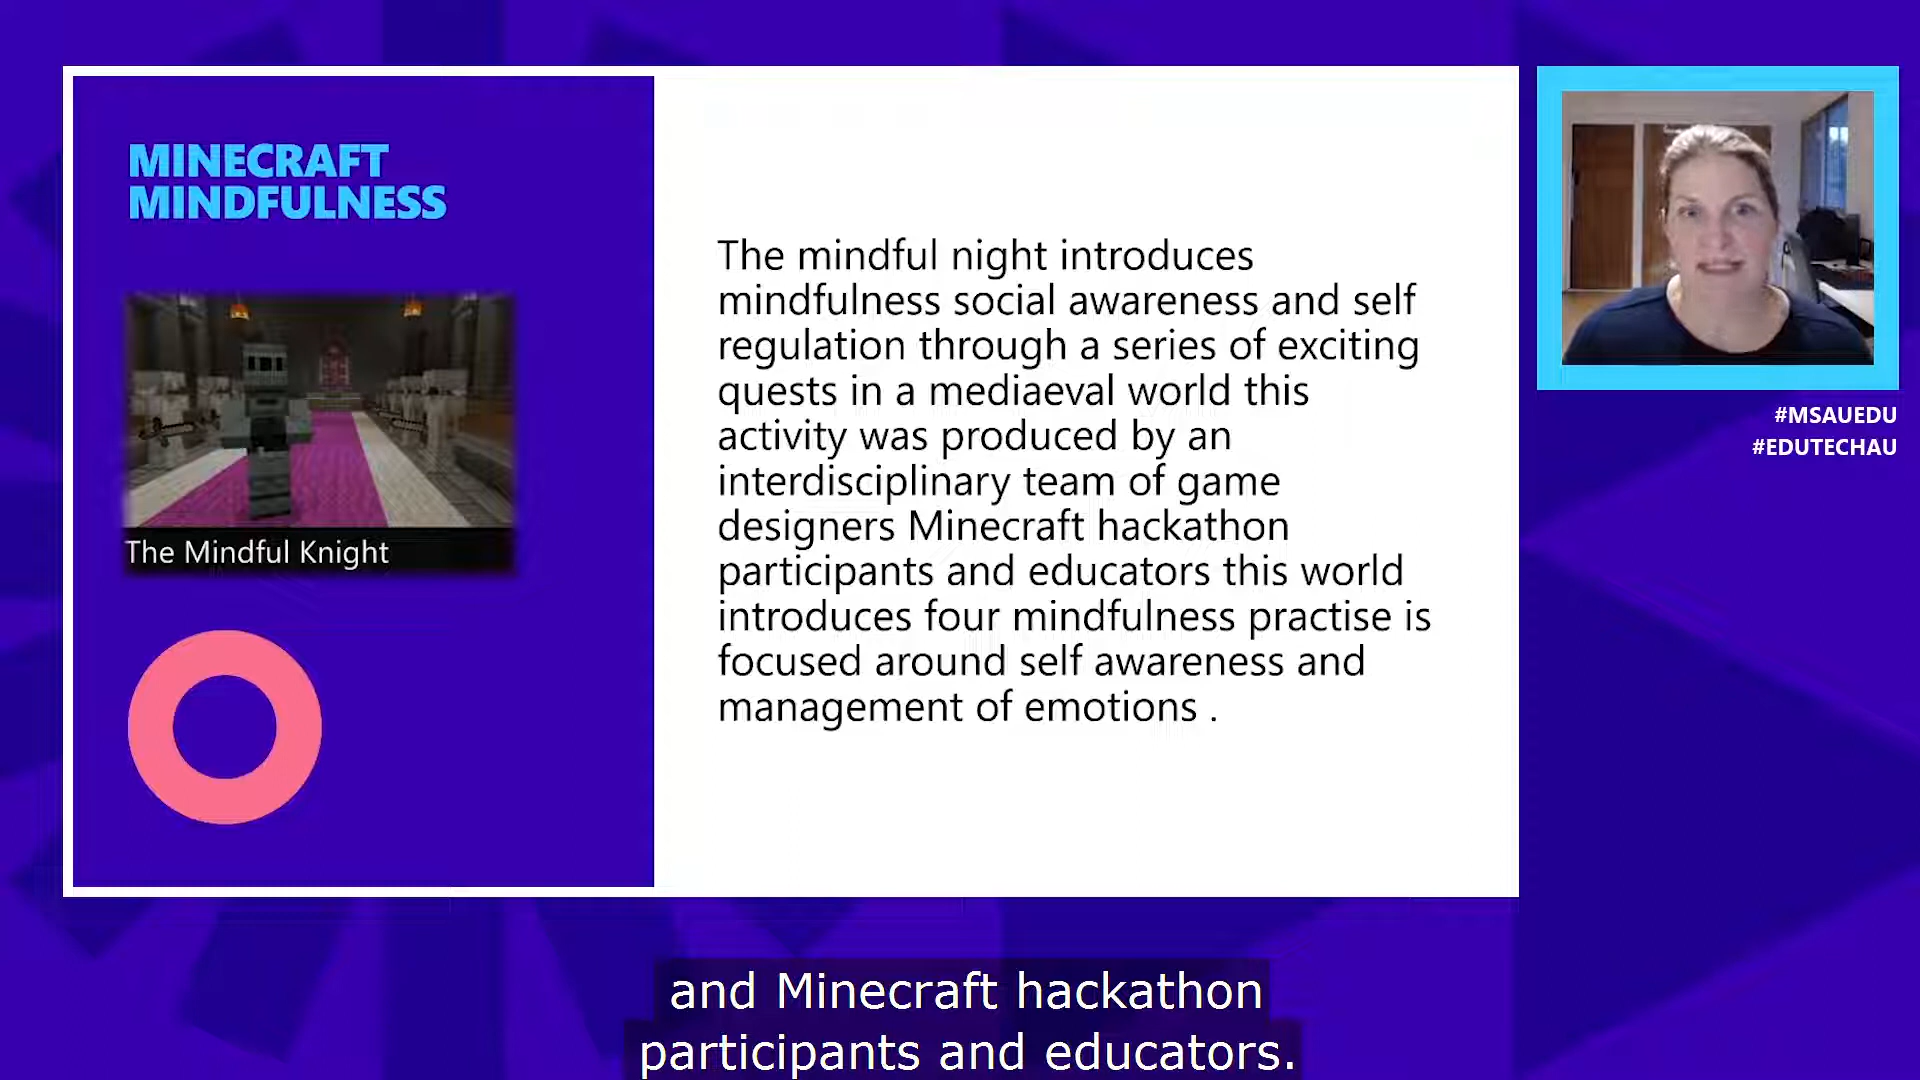 MINECRAFT
MINDFULNESS
The Mindful Knight
The mindful night introduces
mindfulness social awareness and self
regulation through a series of exciting
quests in a mediaeval world this
activity was produced by an
interdisciplinary team of game
designers Minecraft hackathon
participants and educators this world
introduces four mindfulness practise is
focused around self awareness and
management of emotions .
#MSAUEDU
#EDUTECHAU
and Minecraft hackathon
participants and educators.